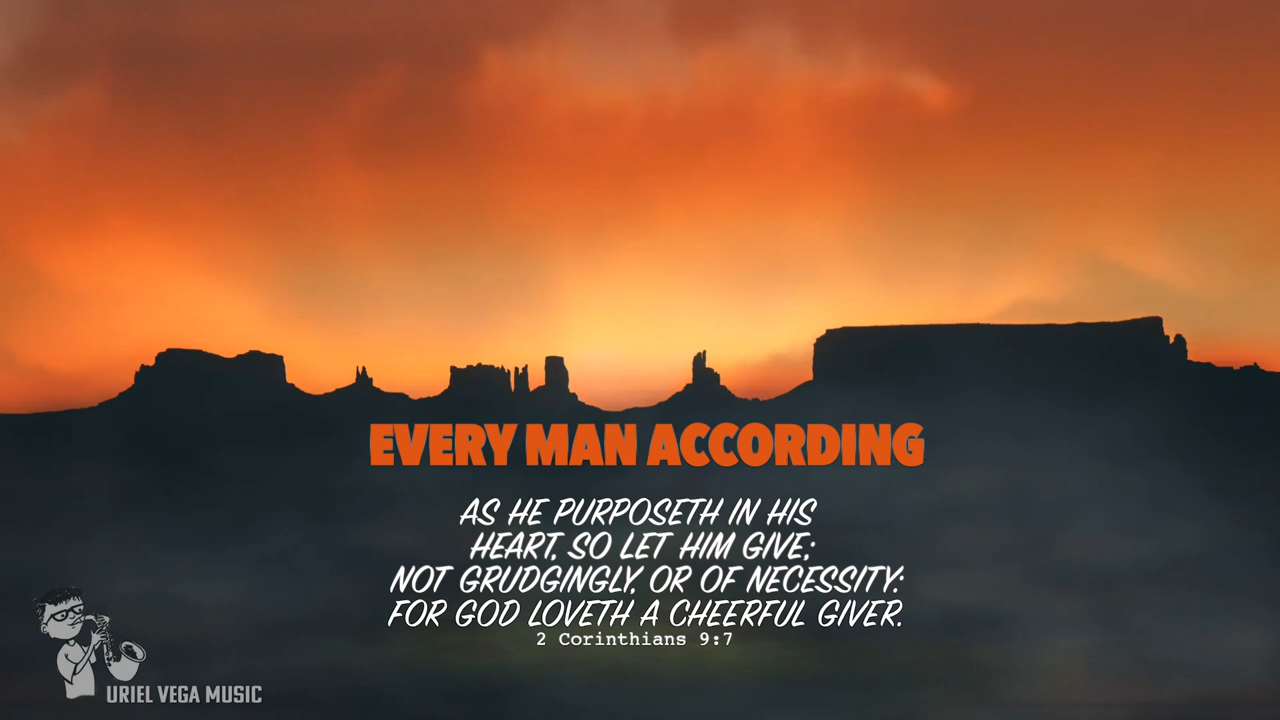 EVERY MAN ACCORDING
AS HE PURPOSETH IN HIS
HEART, SO LET HIM GIVE;
NOT GRUDGINGLY, OR OF NECESSITY:
FOR GOD LOVETH A CHEERFUL GIVER.
2 Corinthians 9:7
URIEL VEGA MUSIC